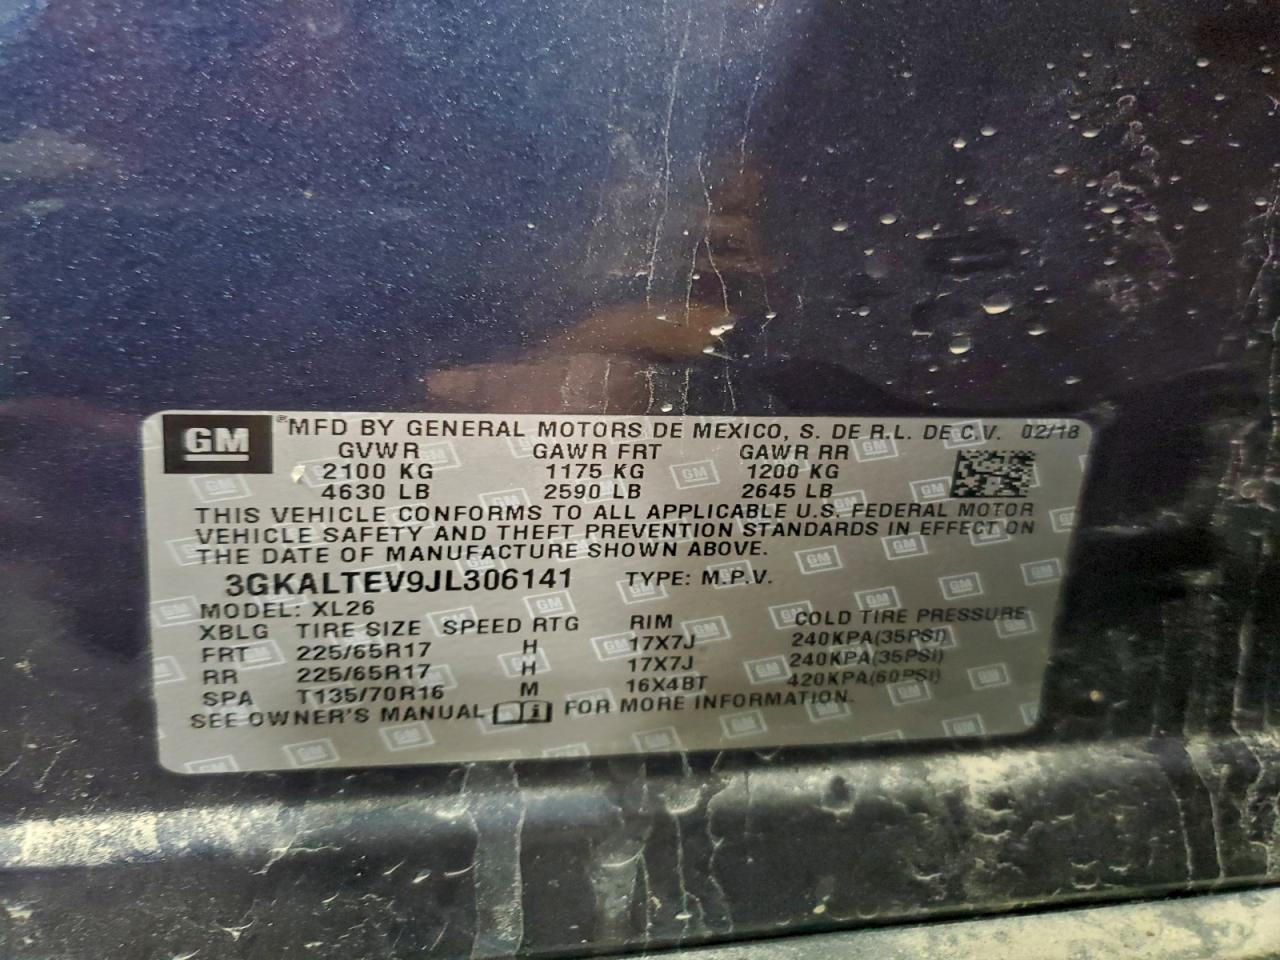 GM ®MFD BY GENERAL MOTORS DE MEXICO, S. DE R.L. DE C.V. 02/18
GVWR GAWR FRT GAWR RR
2100 KG 1175 KG 1200 KG
4630 LB 2590 LB 2645 LB
THIS VEHICLE CONFORMS TO ALL APPLICABLE U.S. FEDERAL MOTOR
VEHICLE SAFETY AND THEFT PREVENTION STANDARDS IN EFFECT ON
THE DATE OF MANUFACTURE SHOWN ABOVE.
3GKALTEV9JL306141 TYPE: M.P.V.
MODEL: XL26
XBLG TIRE SIZE SPEED RTG RIM COLD TIRE PRESSURE
FRT 225/65R17 H 17X7J 240KPA(35PSI)
RR 225/65R17 H 17X7J 240KPA(35PSI)
SPA T135/70R16 M 16X4BT 420KPA(60PSI)
SEE OWNER'S MANUAL FOR MORE INFORMATION.